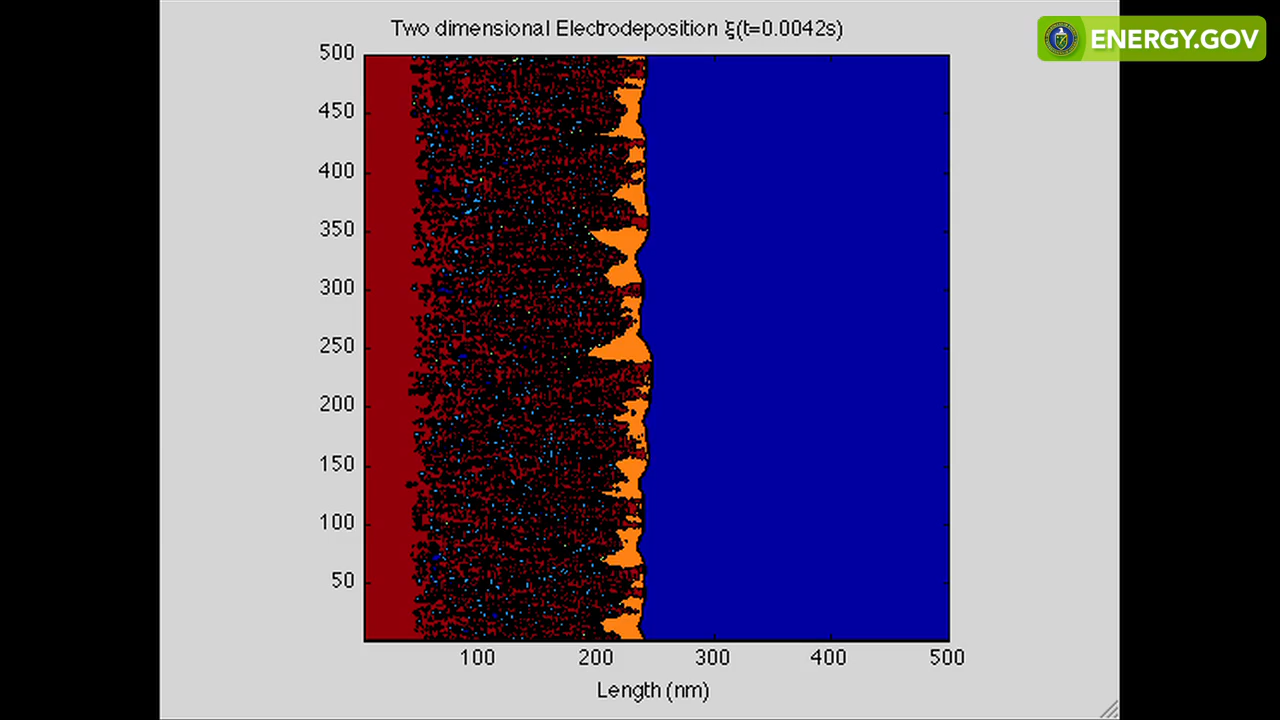 Two dimensional Electrodeposition ξ(t=0.0042s)
ENERGY.GOV
500
450
400
350
300
250
200
150
100
50
100 200 300 400 500
Length (nm)